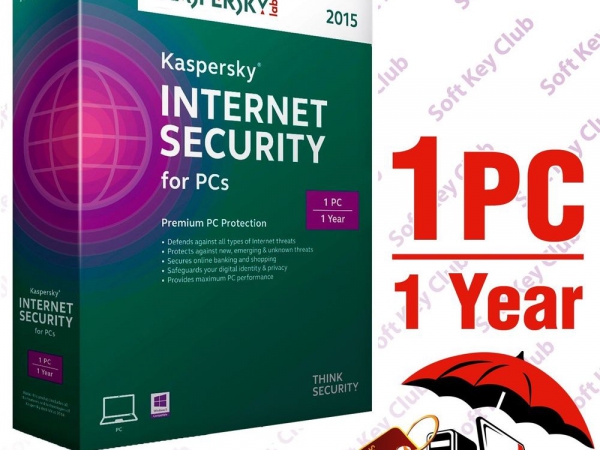 KASPERSKY lab
2015
Kaspersky
INTERNET
SECURITY
for PCs
1 PC
1 Year
Premium PC Protection
• Defends against all types of Internet threats
• Protects against new, emerging & unknown threats
• Secures online banking and shopping
• Safeguards your digital identity & privacy
• Provides maximum PC performance
THINK
SECURITY
PC
Kaspersky
INTERNET
SECURITY
for PCs
1 PC
1 Year
1PC
1 Year
Soft Key Club
Soft Key Club
Soft Key Club
Soft Key Club